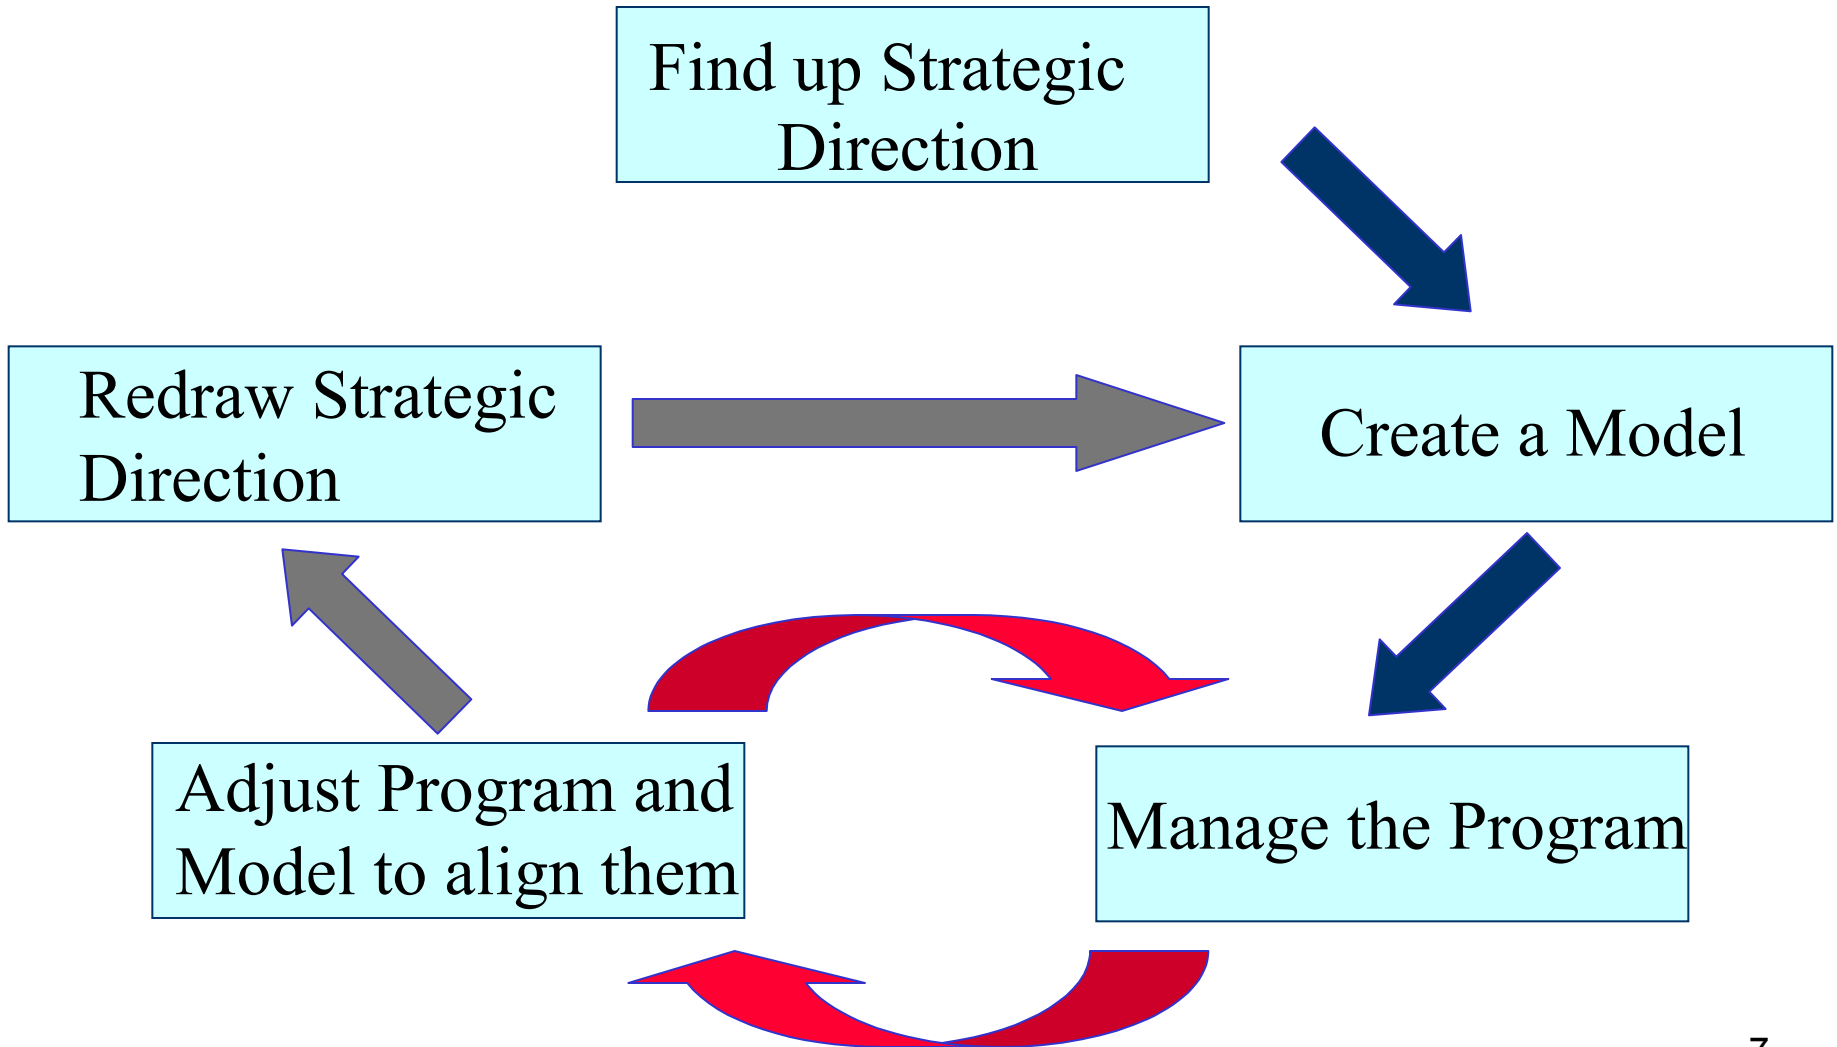 Find up Strategic
Direction
Redraw Strategic
Direction
Create a Model
Adjust Program and
Model to align them
Manage the Program
7